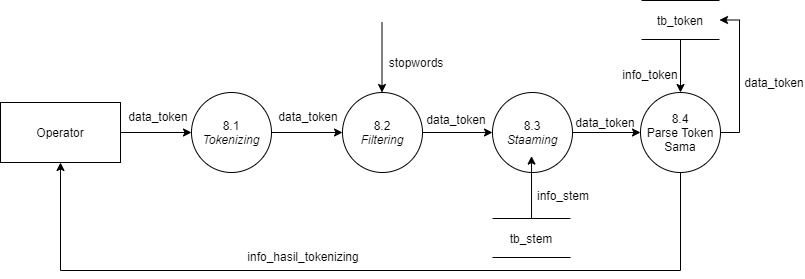 tb_token
stopwords
info_token
data_token
Operator
data_token
8.1
Tokenizing
data_token
8.2
Filtering
data_token
8.3
Staaming
data_token
8.4
Parse Token
Sama
info_stem
tb_stem
info_hasil_tokenizing